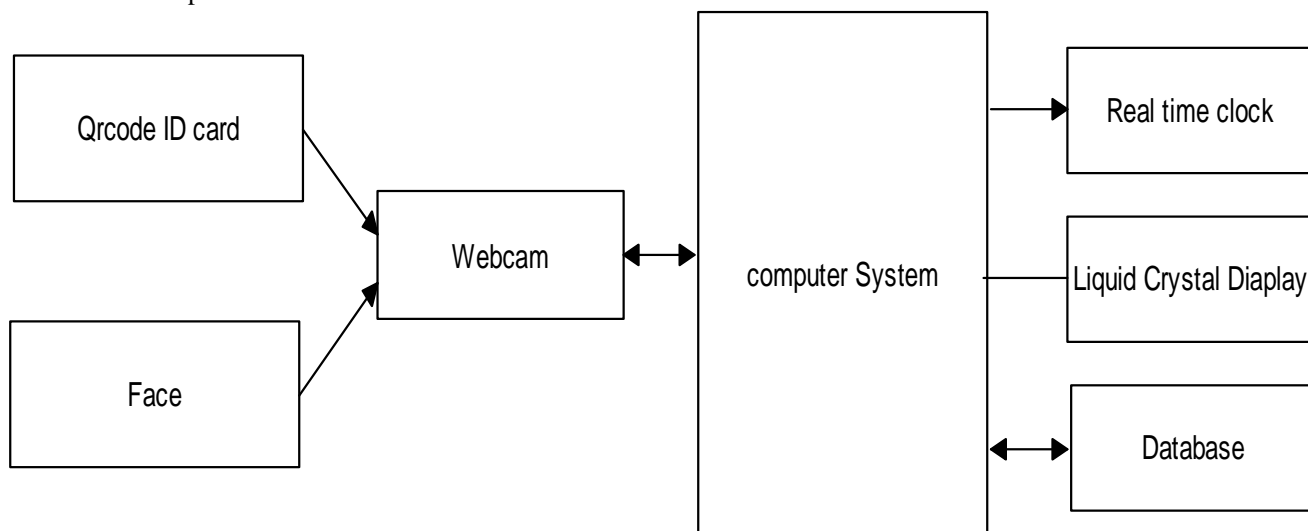 Qrcode ID card
Real time clock
Webcam
computer System
Liquid Crystal Diaplay
Face
Database